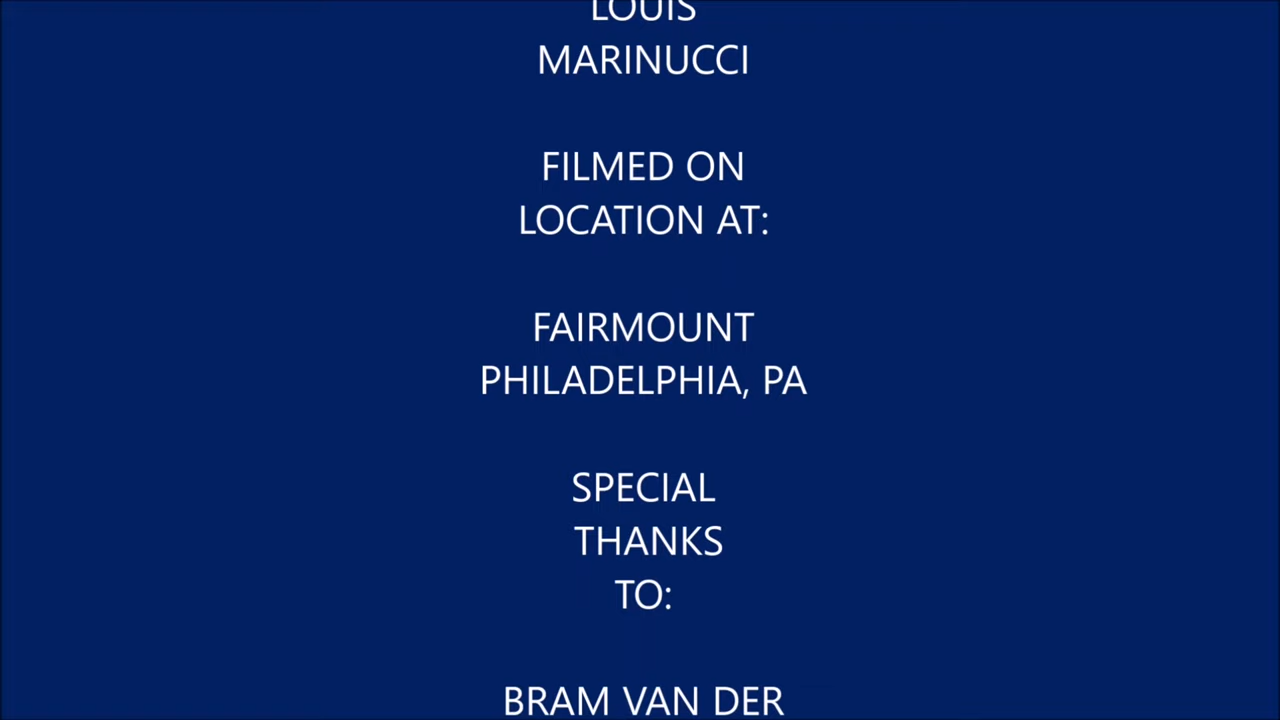 LOUIS
MARINUCCI
FILMED ON
LOCATION AT:
FAIRMOUNT
PHILADELPHIA, PA
SPECIAL
THANKS
TO:
BRAM VAN DER